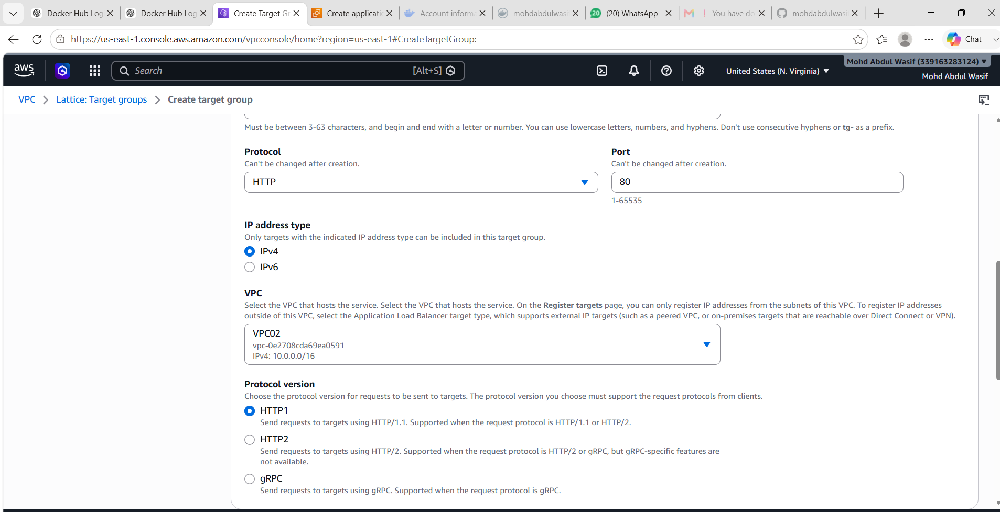 Docker Hub Log
Docker Hub Log
Create Target Gr
Create applicatio
Account informa
mohdabdulwasi
20
(20) WhatsApp
You have do
mohdabdulwasi
https://us-east-1.console.aws.amazon.com/vpcconsole/home?region=us-east-1#CreateTargetGroup:
Chat
aws
Search
[Alt+S]
United States (N. Virginia)
Mohd Abdul Wasif (339163283124)
Mohd Abdul Wasif
VPC
Lattice: Target groups
Create target group
Must be between 3-63 characters, and begin and end with a letter or number. You can use lowercase letters, numbers, and hyphens. Don't use consecutive hyphens or tg- as a prefix.
Protocol
Can't be changed after creation.
HTTP
Port
Can't be changed after creation.
80
1-65535
IP address type
Only targets with the indicated IP address type can be included in this target group.
IPv4
IPv6
VPC
Select the VPC that hosts the service. Select the VPC that hosts the service. On the Register targets page, you can only register IP addresses from the subnets of this VPC. To register IP addresses
outside of this VPC, select the Application Load Balancer target type, which supports external IP targets (such as a peered VPC, or on-premises targets that are reachable over Direct Connect or VPN).
VPC02
vpc-0e2708cda69ea0591
IPv4: 10.0.0.0/16
Protocol version
Choose the protocol version for requests to be sent to targets. The protocol version you choose must support the request protocols from clients.
HTTP1
Send requests to targets using HTTP/1.1. Supported when the request protocol is HTTP/1.1 or HTTP/2.
HTTP2
Send requests to targets using HTTP/2. Supported when the request protocol is HTTP/2 or gRPC, but gRPC-specific features are
not available.
gRPC
Send requests to targets using gRPC. Supported when the request protocol is gRPC.